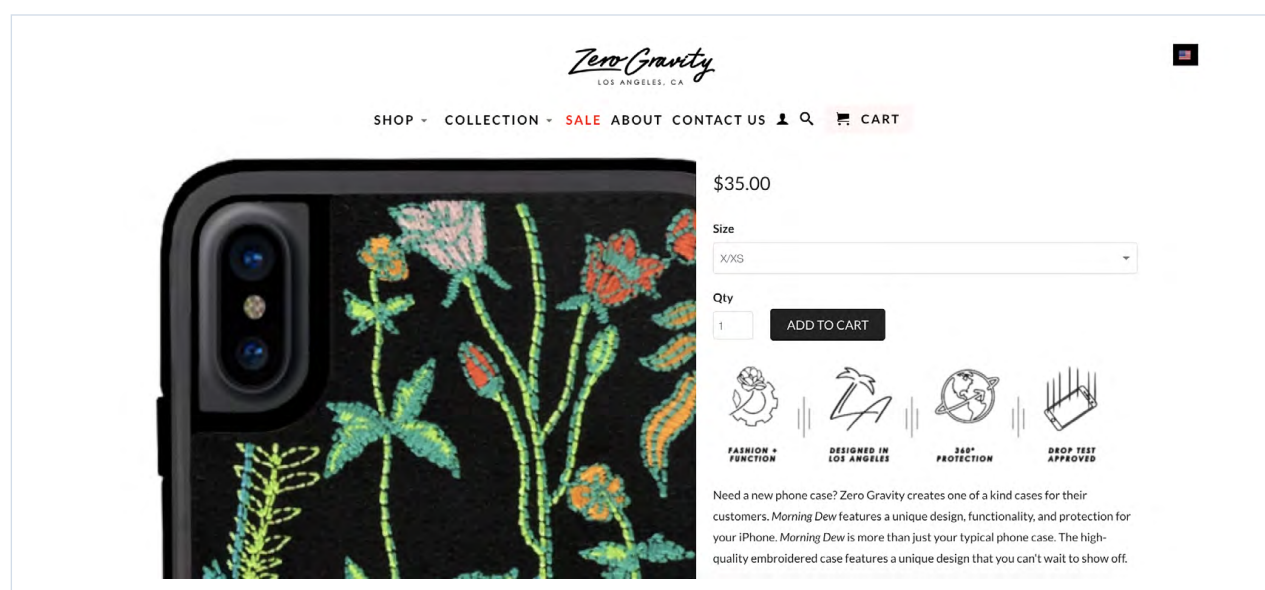 Zero Gravity
LOS ANGELES, CA
SHOP COLLECTION SALE ABOUT CONTACT US CART
$35.00
Size
X/XS
Qty
1 ADD TO CART
FASHION + FUNCTION
DESIGNED IN LOS ANGELES
360° PROTECTION
DROP TEST APPROVED
Need a new phone case? Zero Gravity creates one of a kind cases for their
customers. Morning Dew features a unique design, functionality, and protection for
your iPhone. Morning Dew is more than just your typical phone case. The high-
quality embroidered case features a unique design that you can't wait to show off.